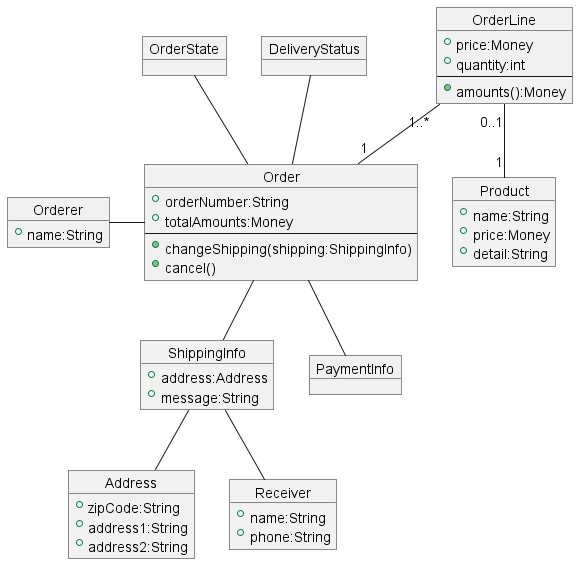 OrderLine
price:Money
quantity:int
amounts():Money
OrderState
DeliveryStatus
1..*
0..1
1
1
Order
orderNumber:String
totalAmounts:Money
changeShipping(shipping:ShippingInfo)
cancel()
Product
name:String
price:Money
detail:String
Orderer
name:String
ShippingInfo
address:Address
message:String
PaymentInfo
Address
zipCode:String
address1:String
address2:String
Receiver
name:String
phone:String